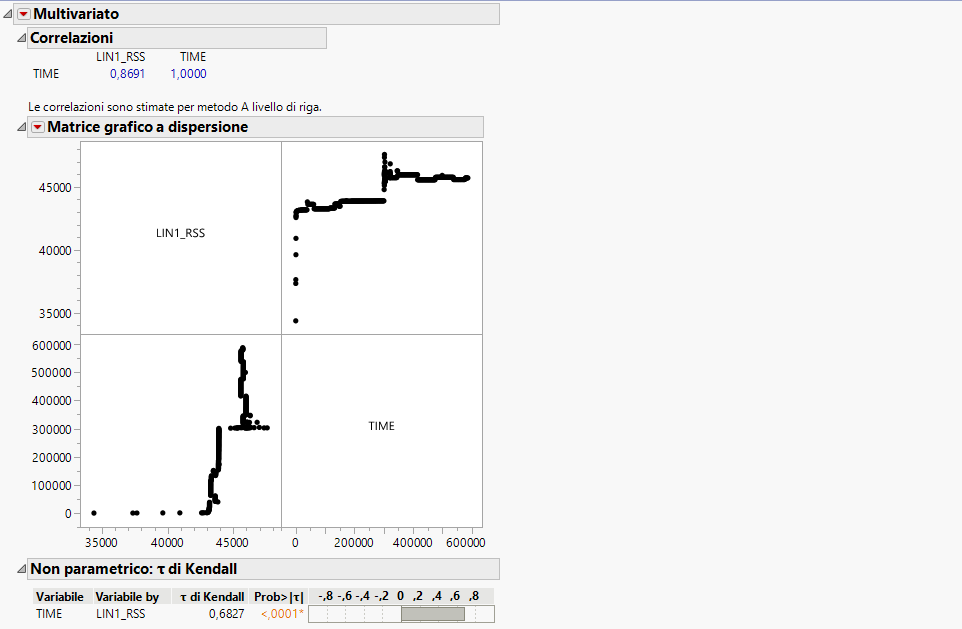 Multivariato
Correlazioni
LIN1_RSS TIME
TIME 0,8691 1,0000
Le correlazioni sono stimate per metodo A livello di riga.
Matrice grafico a dispersione
45000
40000
35000
LIN1_RSS
600000
500000
400000
300000
200000
100000
0
TIME
35000 40000 45000 0 200000 400000 600000
Non parametrico: τ di Kendall
Variabile Variabile by τ di Kendall Prob>|τ| -,8 -,6 -,4 -,2 0 ,2 ,4 ,6 ,8
TIME LIN1_RSS 0,6827 <,0001*